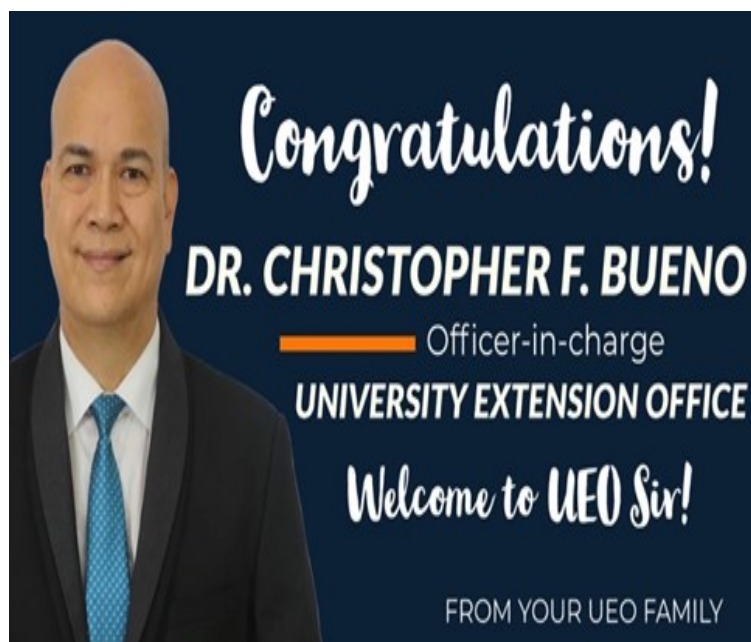 Congratulations!
DR. CHRISTOPHER F. BUENO
Officer-in-charge
UNIVERSITY EXTENSION OFFICE
Welcome to UEO Sir!
FROM YOUR UEO FAMILY